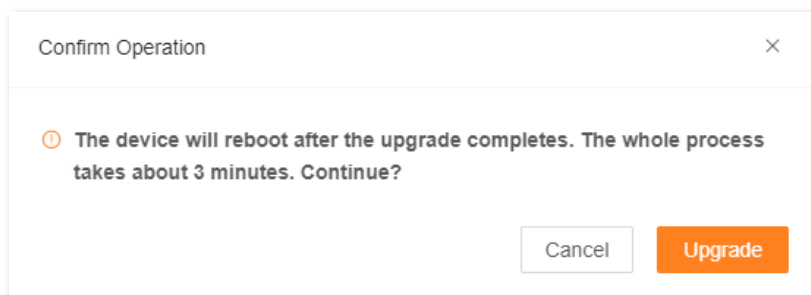 Confirm Operation
The device will reboot after the upgrade completes. The whole process
takes about 3 minutes. Continue?
Cancel
Upgrade